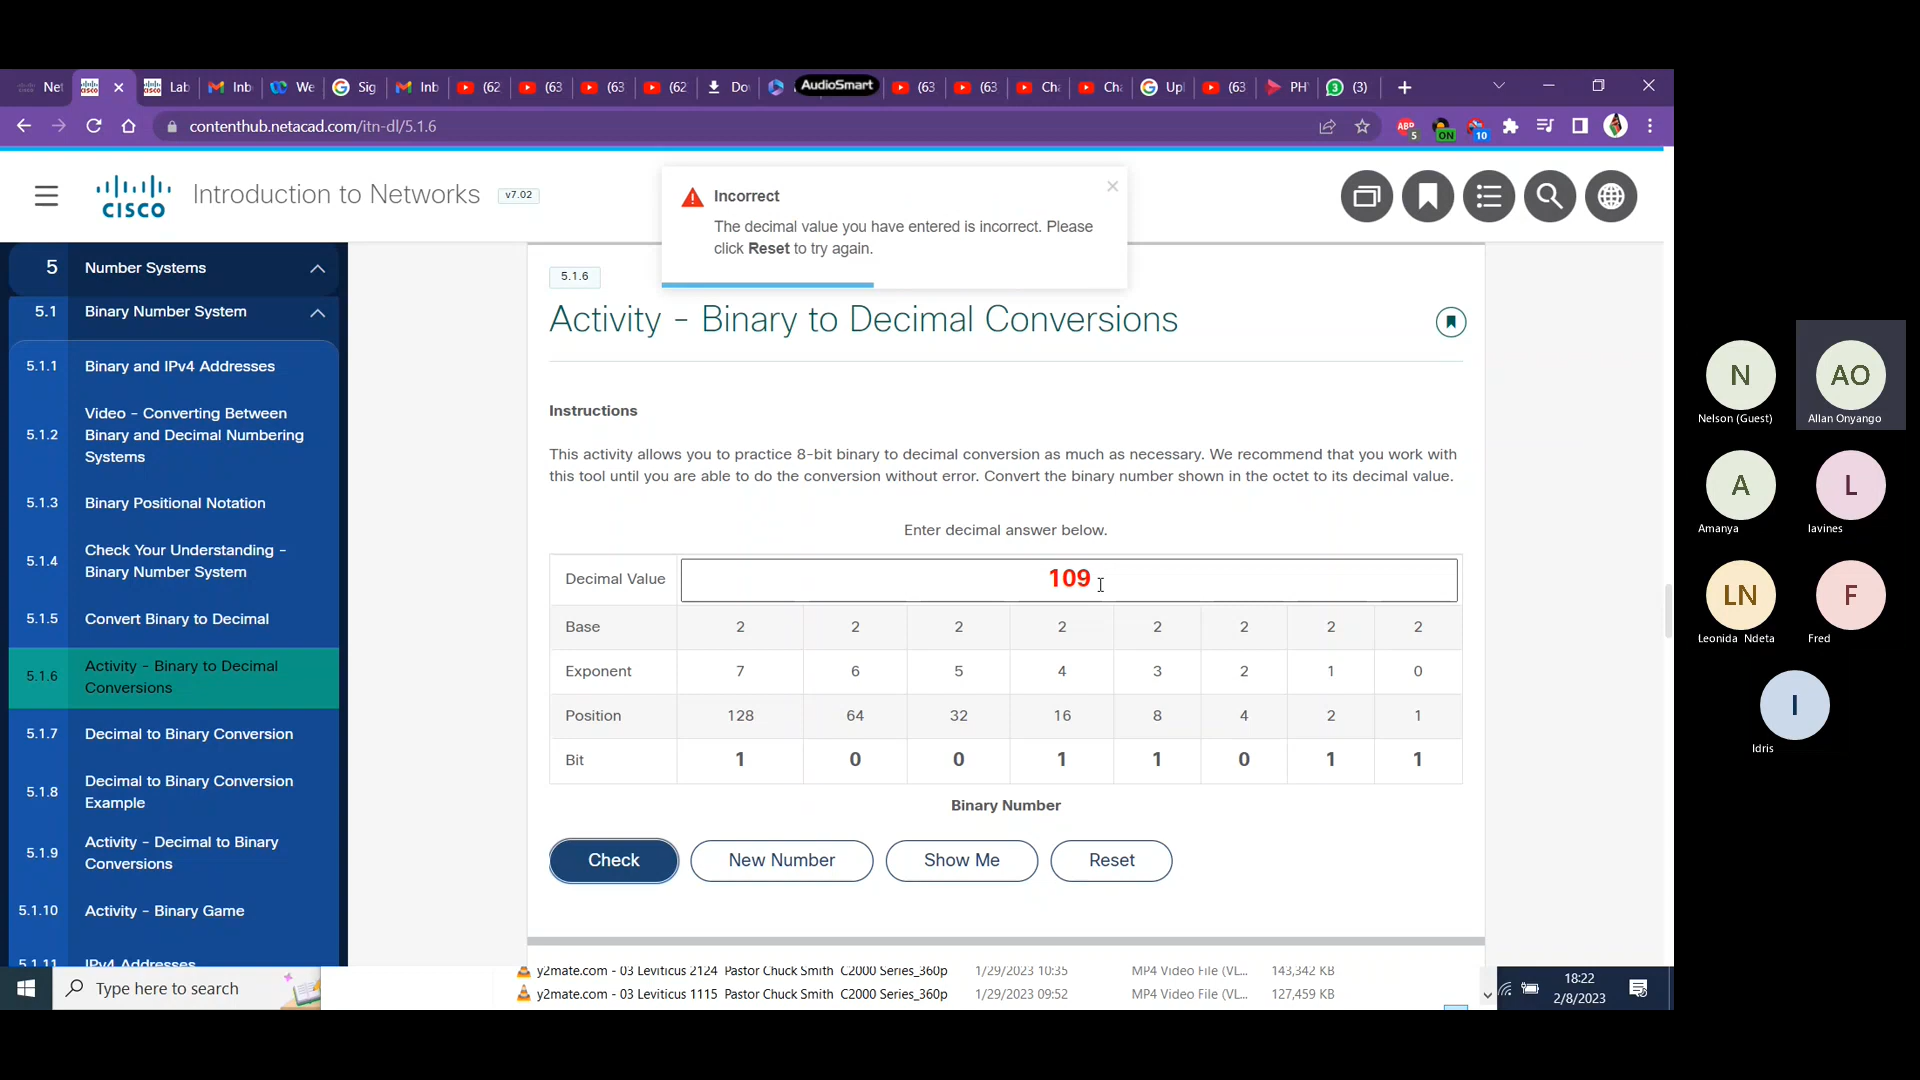 Net
Lab
Inb
We
Sig
Inb
(62
(63
(63
(62
Do
AudioSmart
(63
(63
Cha
Cha
Upl
(63
PHY
(3)
contenthub.netacad.com/itn-dl/5.1.6
ABP
5
ON
10
CISCO
Introduction to Networks
v7.02
Incorrect
The decimal value you have entered is incorrect. Please
click Reset to try again.
5 Number Systems
5.1 Binary Number System
5.1.1 Binary and IPv4 Addresses
5.1.2 Video - Converting Between
Binary and Decimal Numbering
Systems
5.1.3 Binary Positional Notation
5.1.4 Check Your Understanding -
Binary Number System
5.1.5 Convert Binary to Decimal
5.1.6 Activity - Binary to Decimal
Conversions
5.1.7 Decimal to Binary Conversion
5.1.8 Decimal to Binary Conversion
Example
5.1.9 Activity - Decimal to Binary
Conversions
5.1.10 Activity - Binary Game
5.1.11 IPv4 Addresses
5.1.6
Activity - Binary to Decimal Conversions
Instructions
This activity allows you to practice 8-bit binary to decimal conversion as much as necessary. We recommend that you work with
this tool until you are able to do the conversion without error. Convert the binary number shown in the octet to its decimal value.
Enter decimal answer below.
Decimal Value 109
Base 2 2 2 2 2 2 2 2
Exponent 7 6 5 4 3 2 1 0
Position 128 64 32 16 8 4 2 1
Bit 1 0 0 1 1 0 1 1
Binary Number
Check New Number Show Me Reset
y2mate.com - 03 Leviticus 2124 Pastor Chuck Smith C2000 Series_360p 1/29/2023 10:35 MP4 Video File (VL... 143,342 KB
y2mate.com - 03 Leviticus 1115 Pastor Chuck Smith C2000 Series_360p 1/29/2023 09:52 MP4 Video File (VL... 127,459 KB
Type here to search
18:22
2/8/2023
N
Nelson (Guest)
AO
Allan Onyango
A
Amanya
L
lavines
LN
Leonida Ndeta
F
Fred
I
Idris